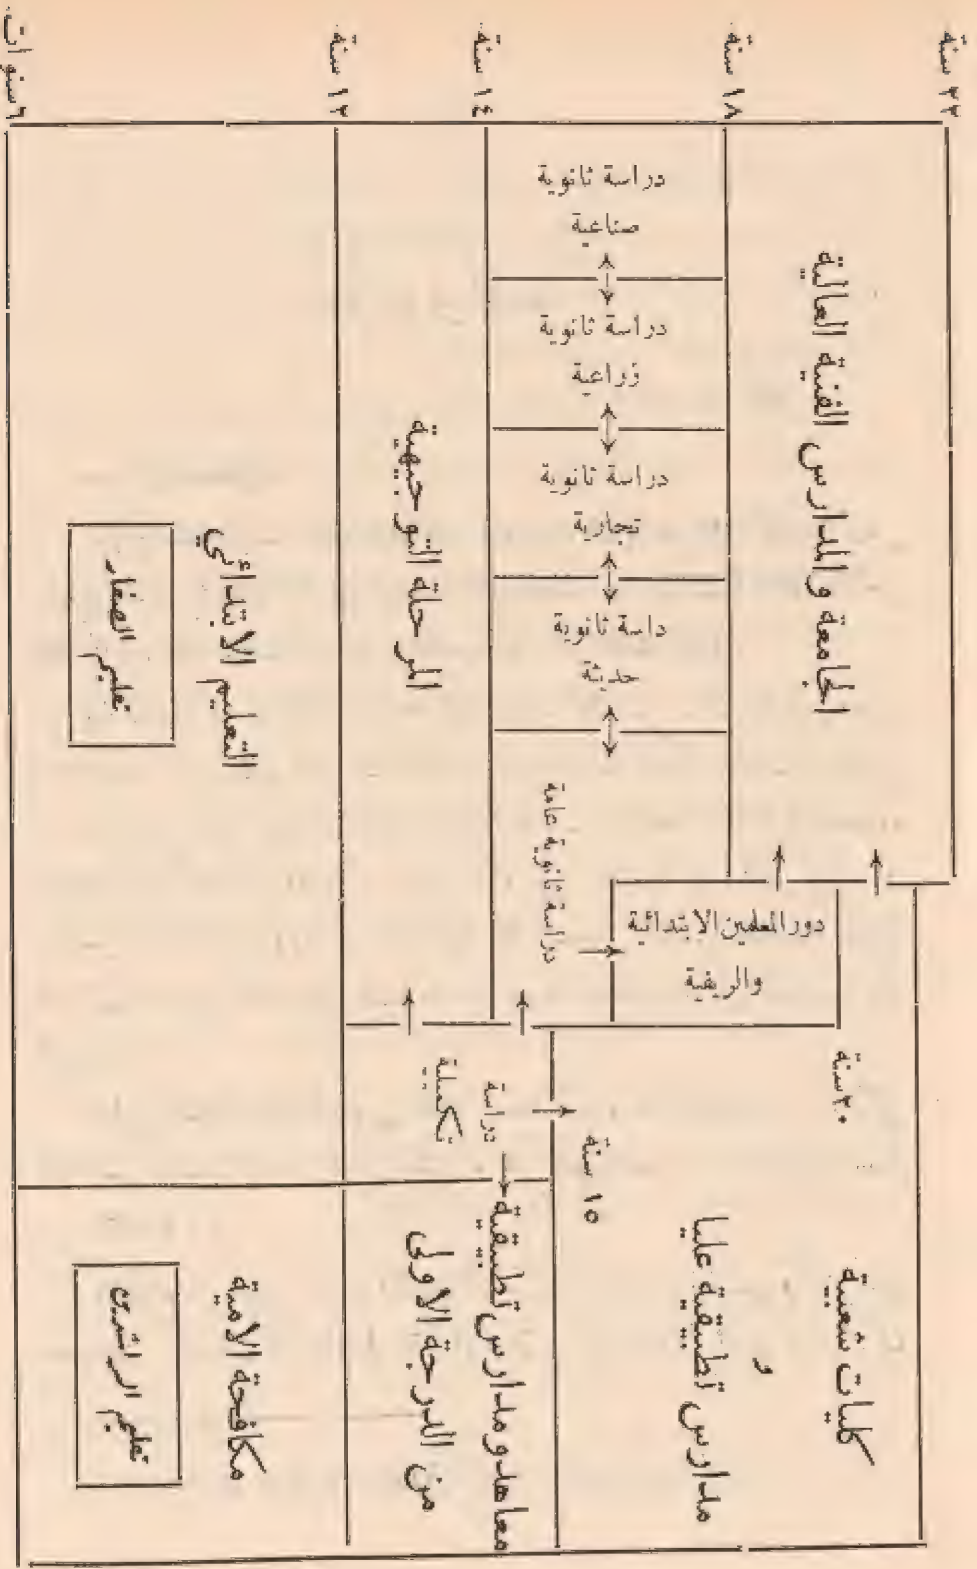 ٢٢ سنة
١٨ سنة
١٤ سنة
١٢ سنة
٦ سنوات
الجامعة والمدارس الفنية العالية
دراسة ثانوية
صناعية
دراسة ثانوية
زراعية
دراسة ثانوية
تجارية
داسة ثانوية
حديثة
دراسة ثانوية عامة
دور المعلمين الابتدائية
والريفية
المرحلة التوجيهية
التعليم الابتدائي
تعليم الصغار
٢٠ سنة
كليات شعبية
و
مدارس تطبيقية عليا
١٥ سنة
دراسة
تكميلية
معاهد ومدارس تطبيقية
من الدرجة الاولى
مكافحة الامية
تعليم الراشدين